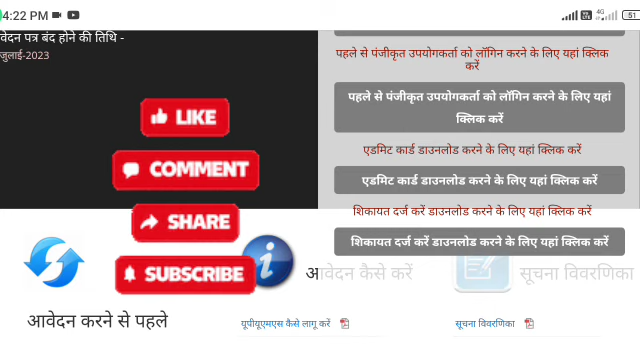 4:22 PM 4G 51
वेदन पत्र बंद होने की तिथि -
जुलाई-2023
पहले से पंजीकृत उपयोगकर्ता को लॉगिन करने के लिए यहां क्लिक
करें
पहले से पंजीकृत उपयोगकर्ता को लॉगिन करने के लिए यहां
क्लिक करें
एडमिट कार्ड डाउनलोड करने के लिए यहां क्लिक करें
एडमिट कार्ड डाउनलोड करने के लिए यहां क्लिक करें
शिकायत दर्ज करें डाउनलोड करने के लिए यहां क्लिक करें
शिकायत दर्ज करें डाउनलोड करने के लिए यहां क्लिक करें
LIKE
COMMENT
SHARE
SUBSCRIBE
आवेदन कैसे करें
सूचना विवरणिका
आवेदन करने से पहले
यूपीयूएमएस कैसे लागू करें
सूचना विवरणिका